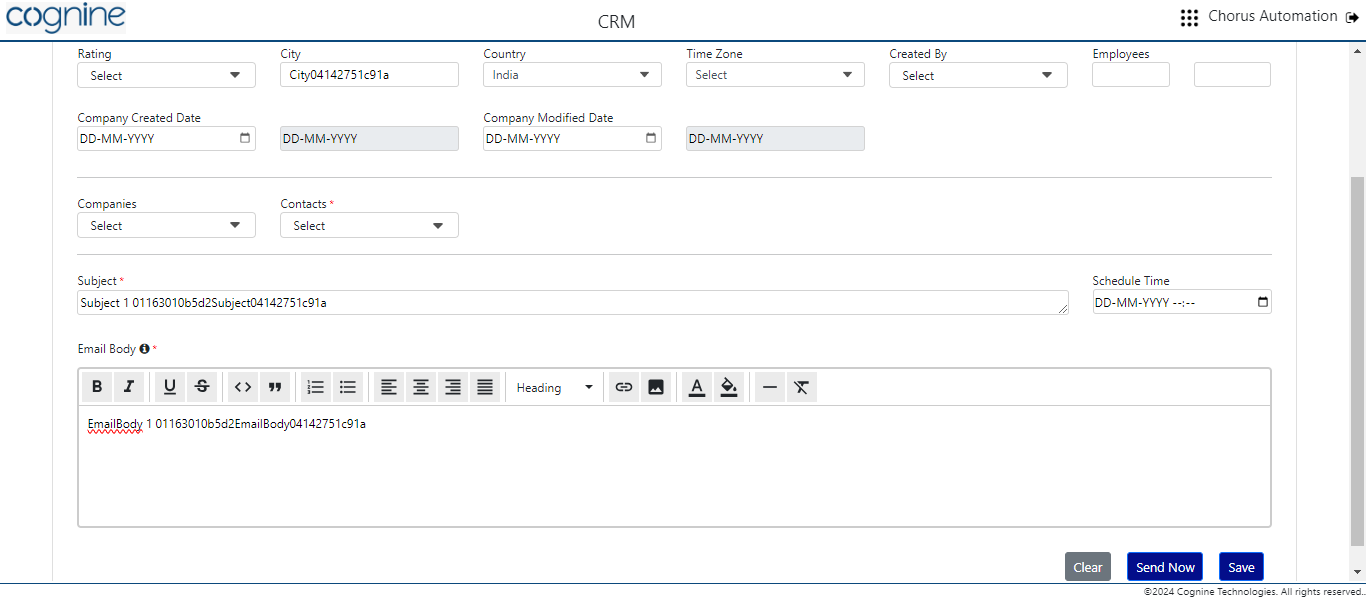 cognine
CRM
Chorus Automation
Rating City Country Time Zone Created By Employees
Select City04142751c91a India Select Select
Company Created Date Company Modified Date
DD-MM-YYYY DD-MM-YYYY DD-MM-YYYY DD-MM-YYYY
Companies Contacts *
Select Select
Subject * Schedule Time
Subject 1 01163010b5d2Subject04142751c91a DD-MM-YYYY --:--
Email Body *
B I U S Heading A
EmailBody 1 01163010b5d2EmailBody04142751c91a
Clear Send Now Save
©2024 Cognine Technologies. All rights reserved..